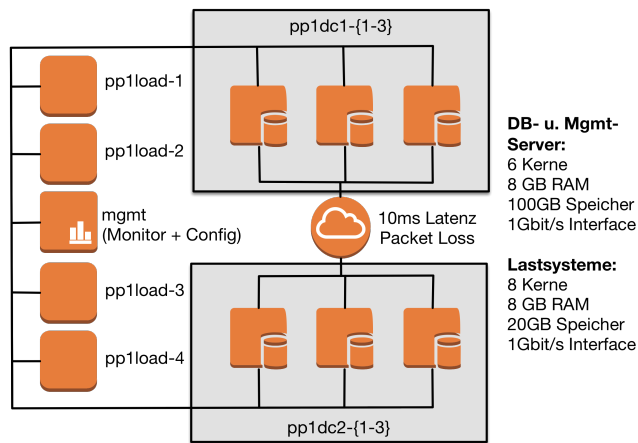 pp1dc1-{1-3}
pp1load-1
pp1load-2
mgmt
(Monitor + Config)
10ms Latenz
Packet Loss
pp1load-3
pp1load-4
pp1dc2-{1-3}
DB- u. Mgmt-
Server:
6 Kerne
8 GB RAM
100GB Speicher
1Gbit/s Interface
Lastsysteme:
8 Kerne
8 GB RAM
20GB Speicher
1Gbit/s Interface